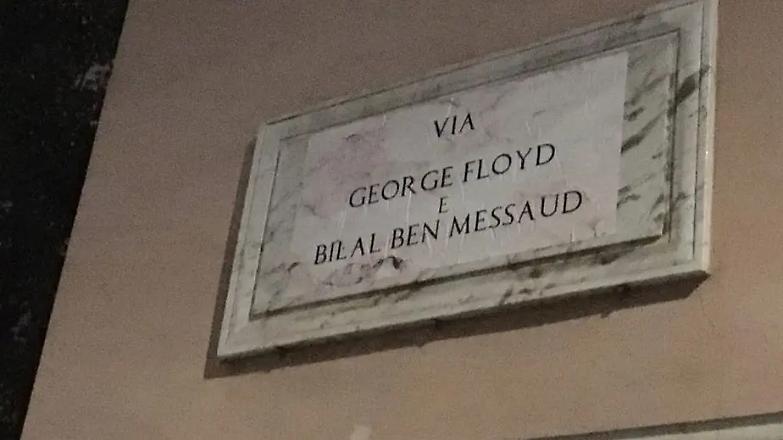 VIA
GEORGE FLOYD
E
BILAL BEN MESSAUD